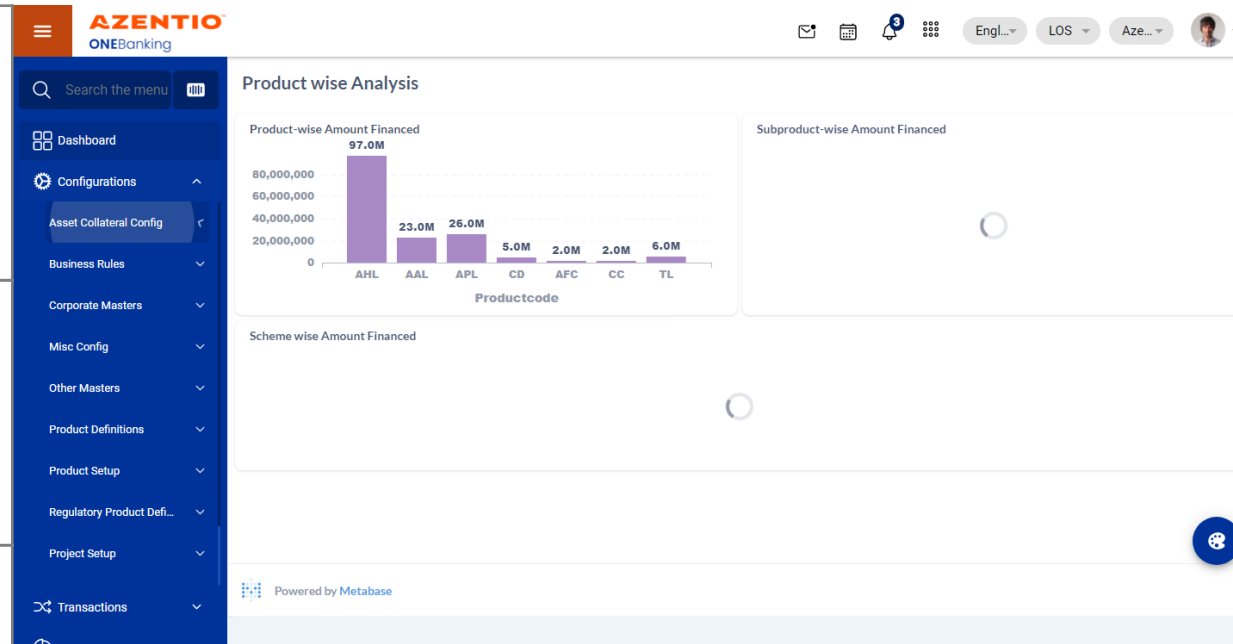 AZENTIO
ONEBanking
3
Engl...
LOS
Aze...
Search the menu
Dashboard
Configurations
Asset Collateral Config
Business Rules
Corporate Masters
Misc Config
Other Masters
Product Definitions
Product Setup
Regulatory Product Defi...
Project Setup
Transactions
Product wise Analysis
Product-wise Amount Financed
97.0M
80,000,000
60,000,000
40,000,000
20,000,000
0
23.0M
26.0M
5.0M
2.0M
2.0M
6.0M
AHL AAL APL CD AFC CC TL
Productcode
Subproduct-wise Amount Financed
Scheme wise Amount Financed
Powered by Metabase